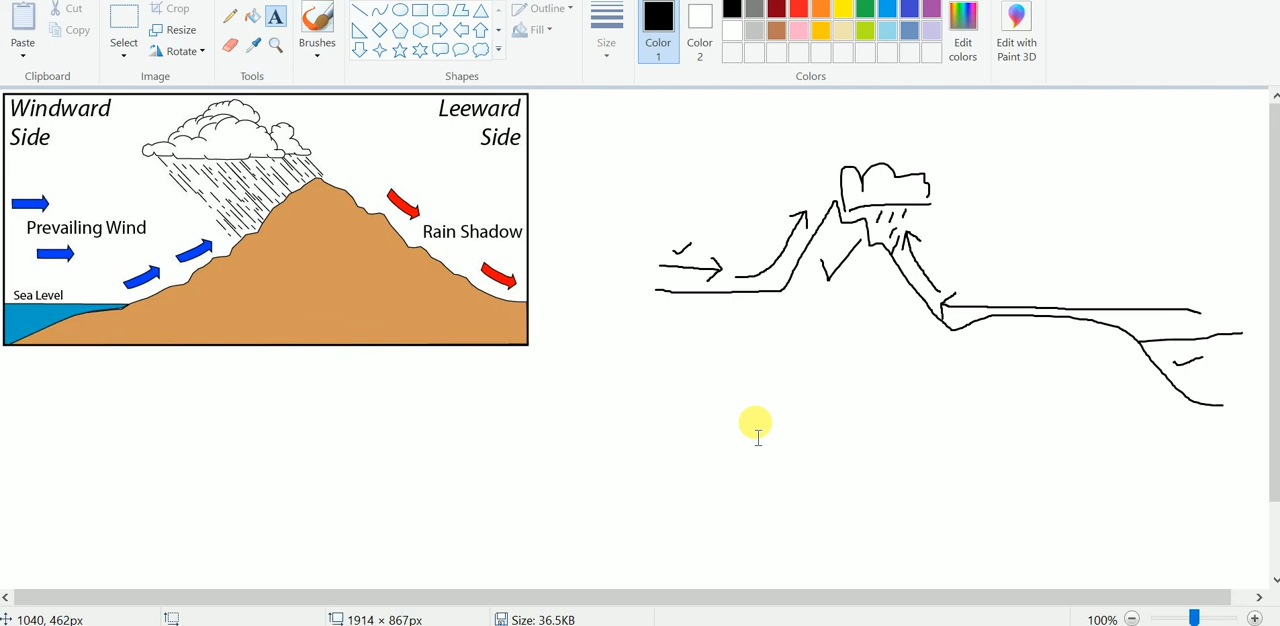 Cut
Crop
Outline
Copy
Resize
Fill
Paste
Select
Rotate
A
Brushes
Size
Color
1
Color
2
Edit
colors
Edit with
Paint 3D
Clipboard
Image
Tools
Shapes
Colors
Windward
Side
Leeward
Side
Prevailing Wind
Rain Shadow
Sea Level
1040, 462px
1914 × 867px
Size: 36.5KB
100%